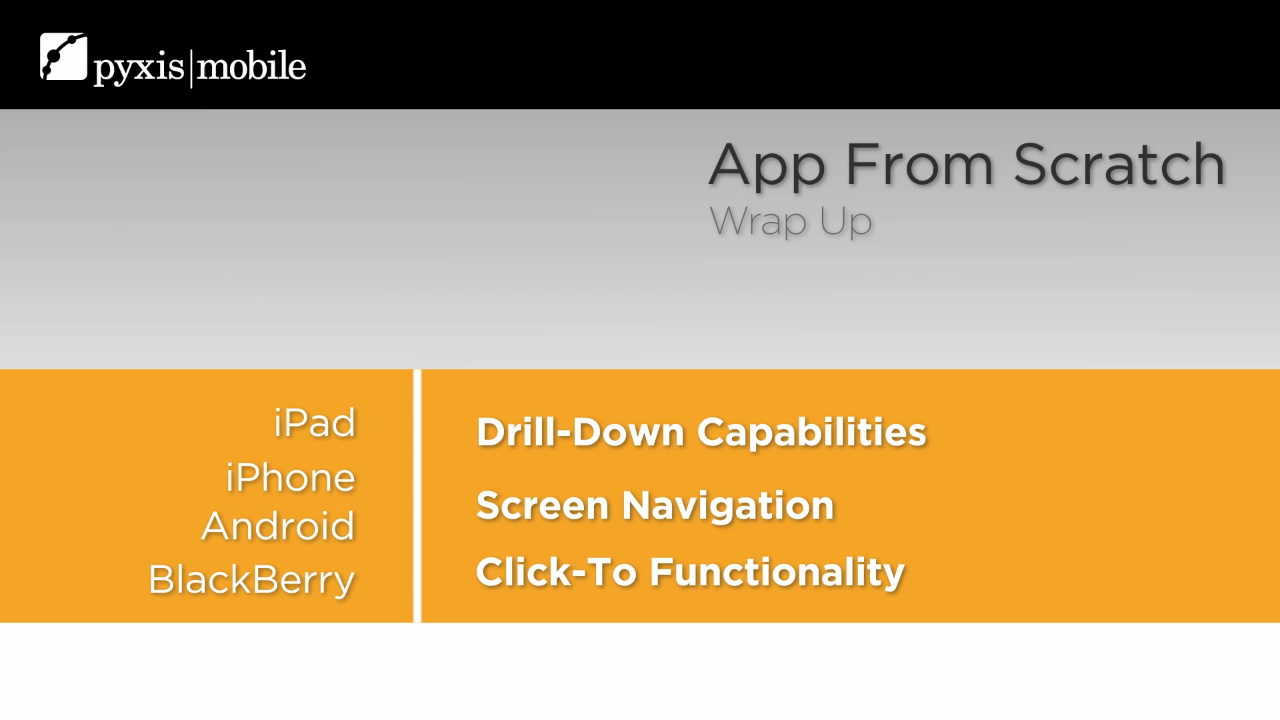 pyxis|mobile
App From Scratch
Wrap Up
iPad
iPhone
Android
BlackBerry
Drill-Down Capabilities
Screen Navigation
Click-To Functionality